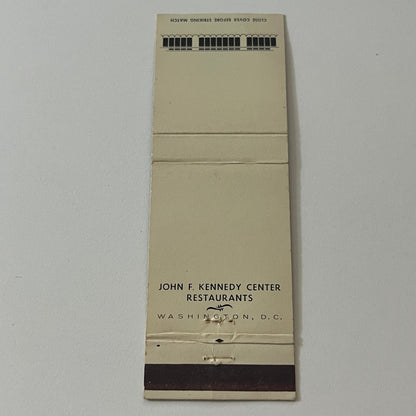 CLOSE COVER BEFORE STRIKING MATCH
JOHN F. KENNEDY CENTER
RESTAURANTS
WASHINGTON, D.C.